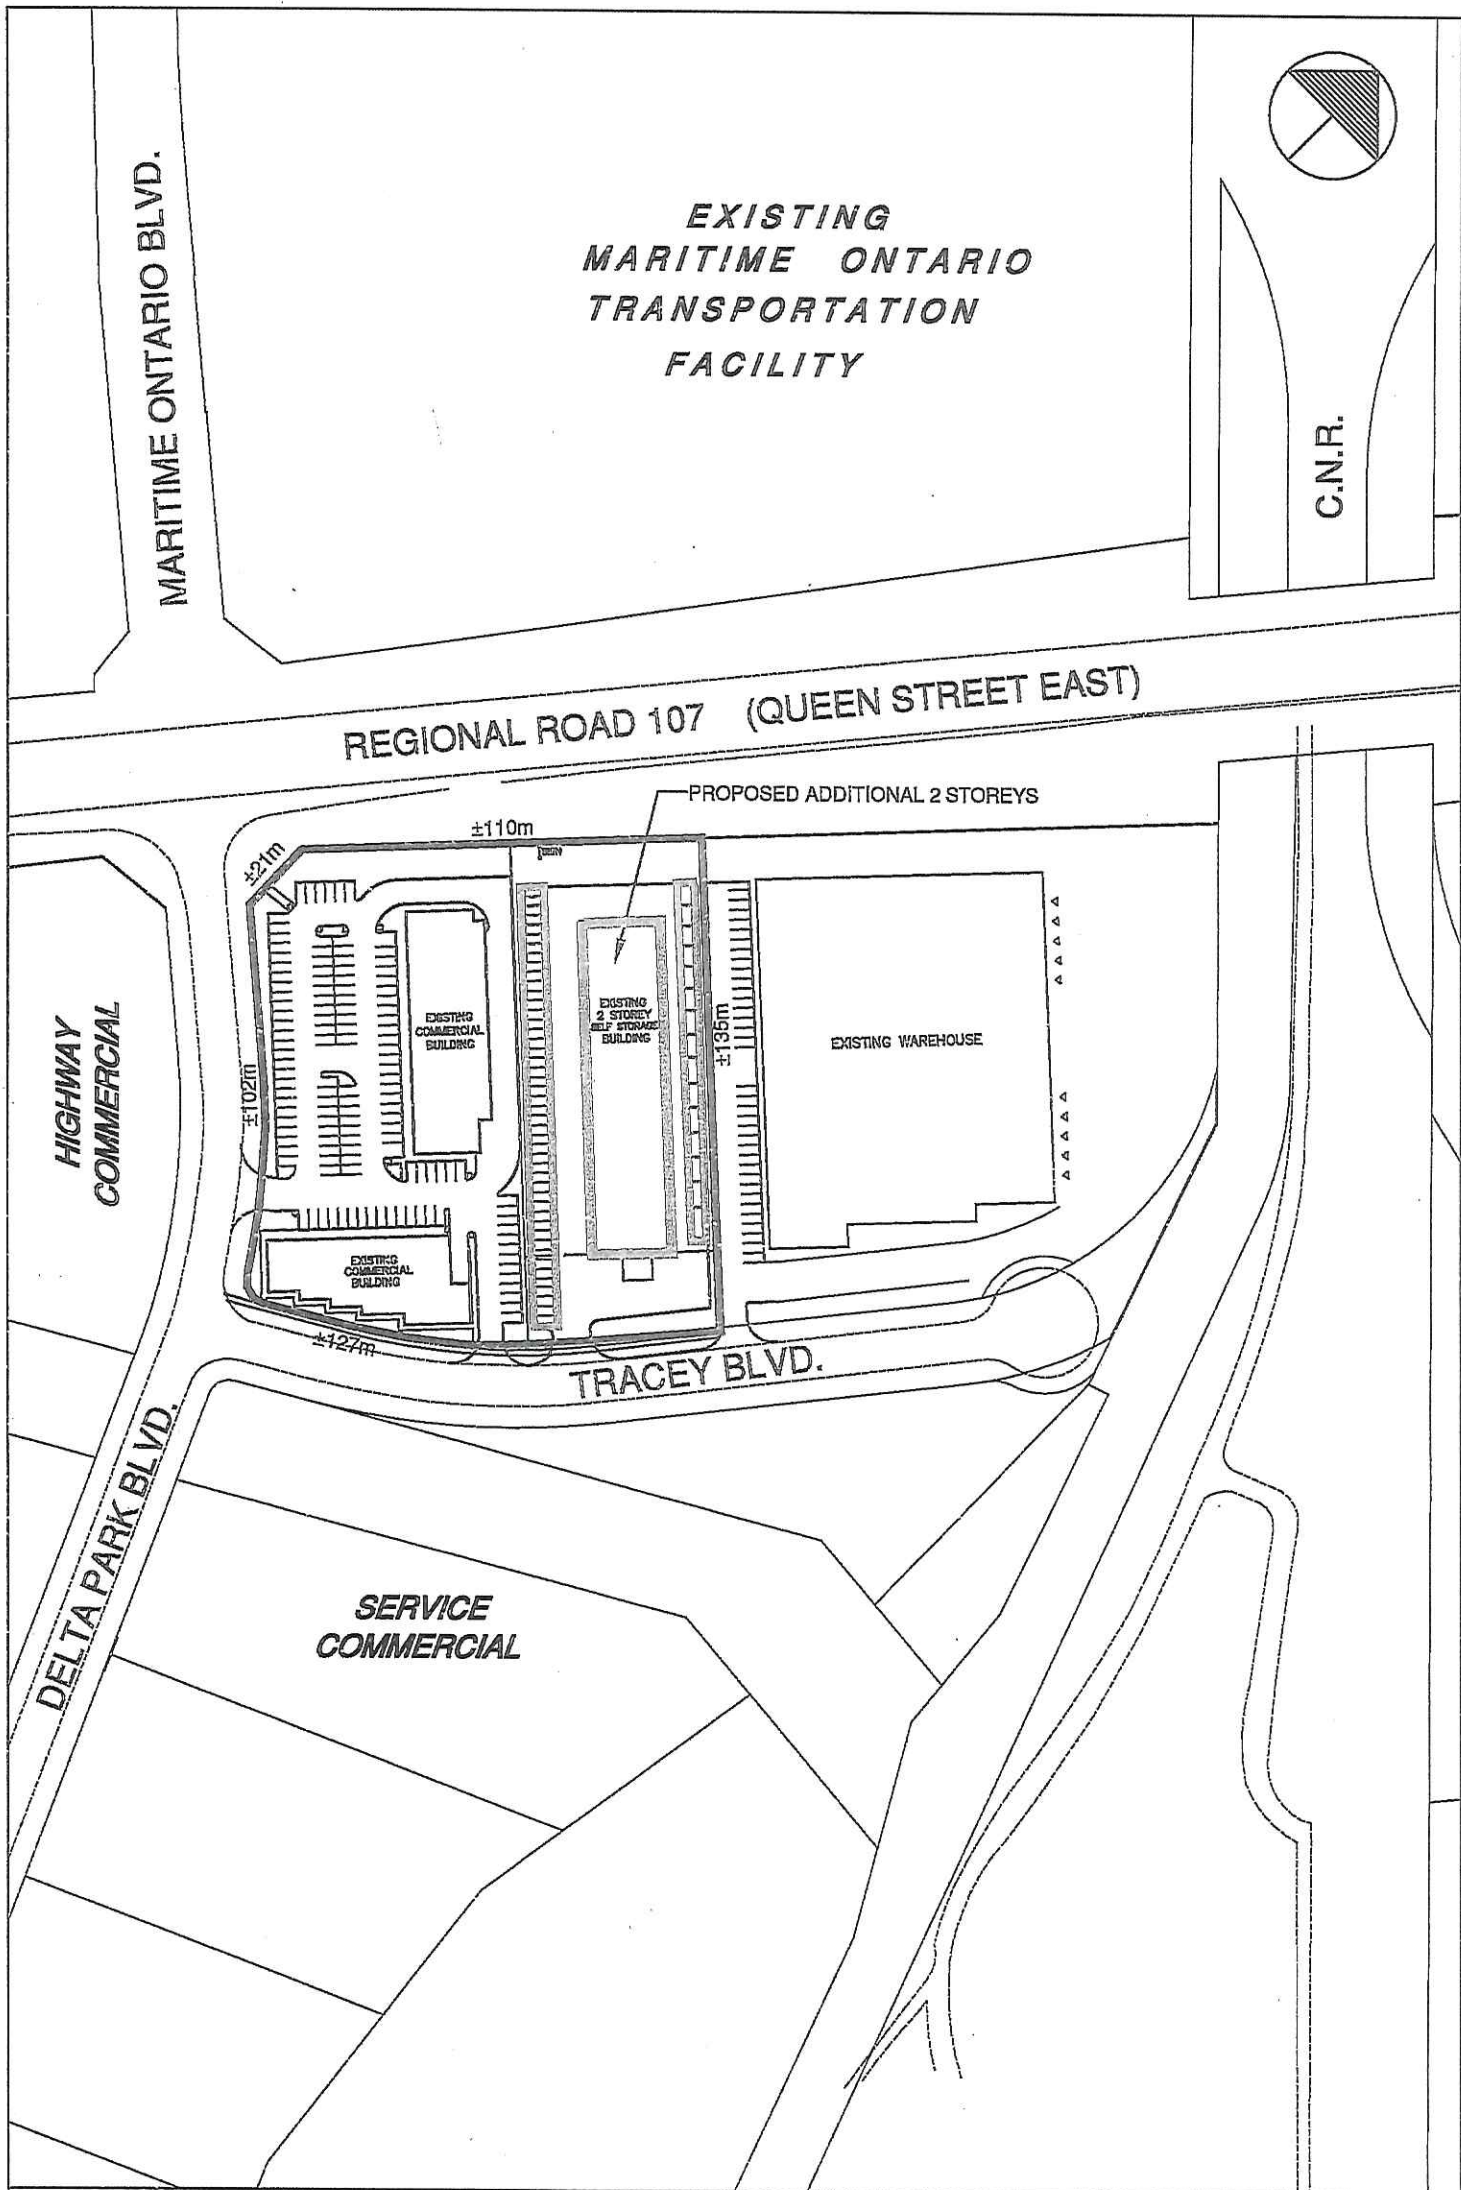 MARITIME ONTARIO BLVD.
EXISTING
MARITIME ONTARIO
TRANSPORTATION
FACILITY
C.N.R.
REGIONAL ROAD 107 (QUEEN STREET EAST)
PROPOSED ADDITIONAL 2 STOREYS
±110m
±21m
HIGHWAY
COMMERCIAL
±102m
EXISTING
COMMERCIAL
BUILDING
EXISTING
2 STOREY
SELF STORAGE
BUILDING
±135m
EXISTING WAREHOUSE
EXISTING
COMMERCIAL
BUILDING
±127m
TRACEY BLVD.
DELTA PARK BLVD.
SERVICE
COMMERCIAL